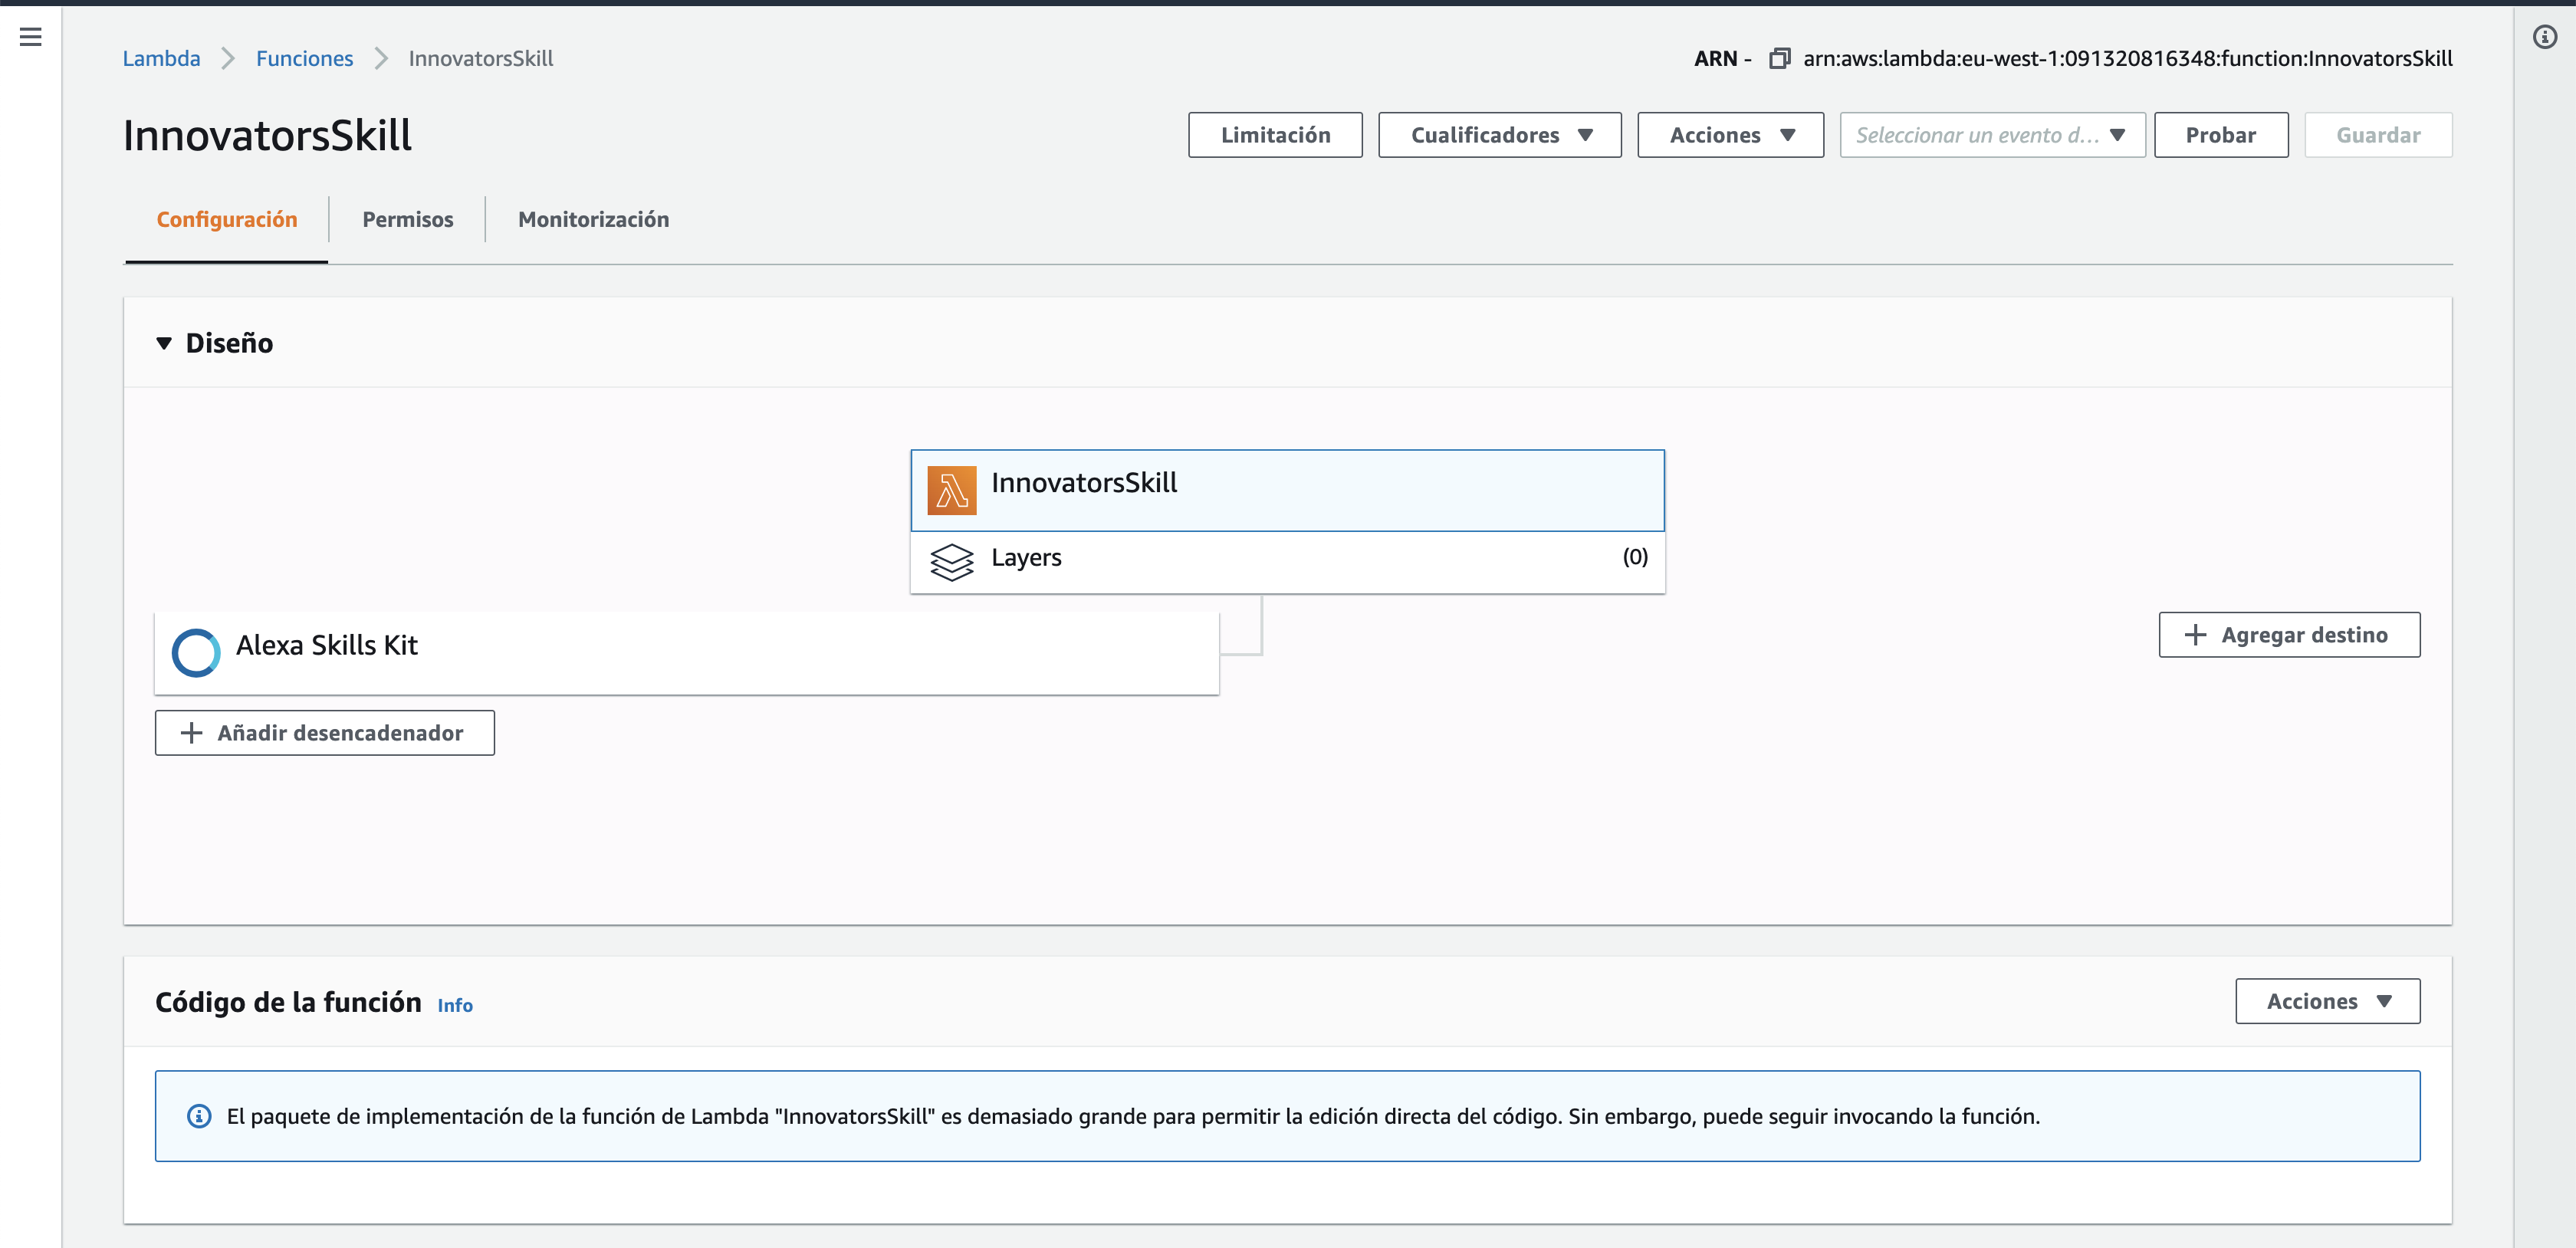 Lambda > Funciones > InnovatorsSkill
ARN - arn:aws:lambda:eu-west-1:091320816348:function:InnovatorsSkill
InnovatorsSkill
Limitación
Cualificadores
Acciones
Seleccionar un evento d...
Probar
Guardar
Configuración
Permisos
Monitorización
Diseño
InnovatorsSkill
Layers (0)
Alexa Skills Kit
Agregar destino
Añadir desencadenador
Código de la función Info
Acciones
El paquete de implementación de la función de Lambda "InnovatorsSkill" es demasiado grande para permitir la edición directa del código. Sin embargo, puede seguir invocando la función.